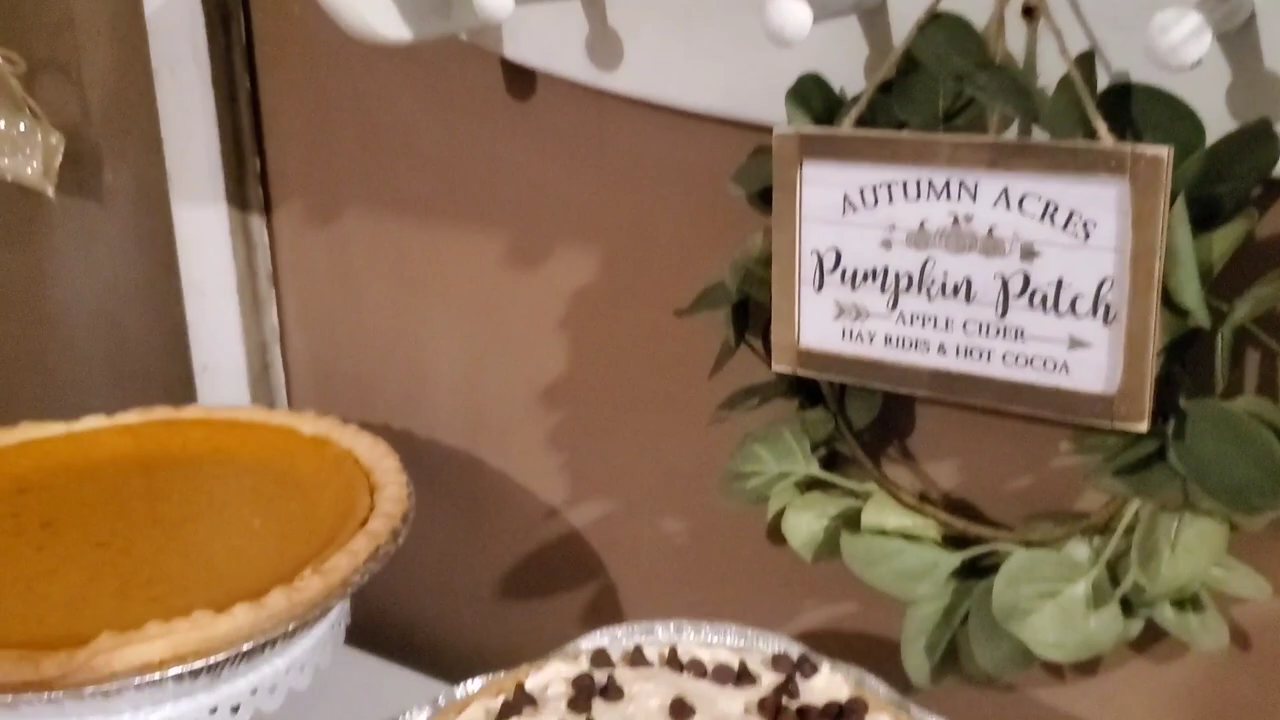 AUTUMN ACRES
Pumpkin Patch
APPLE CIDER
HAY RIDES & HOT COCOA